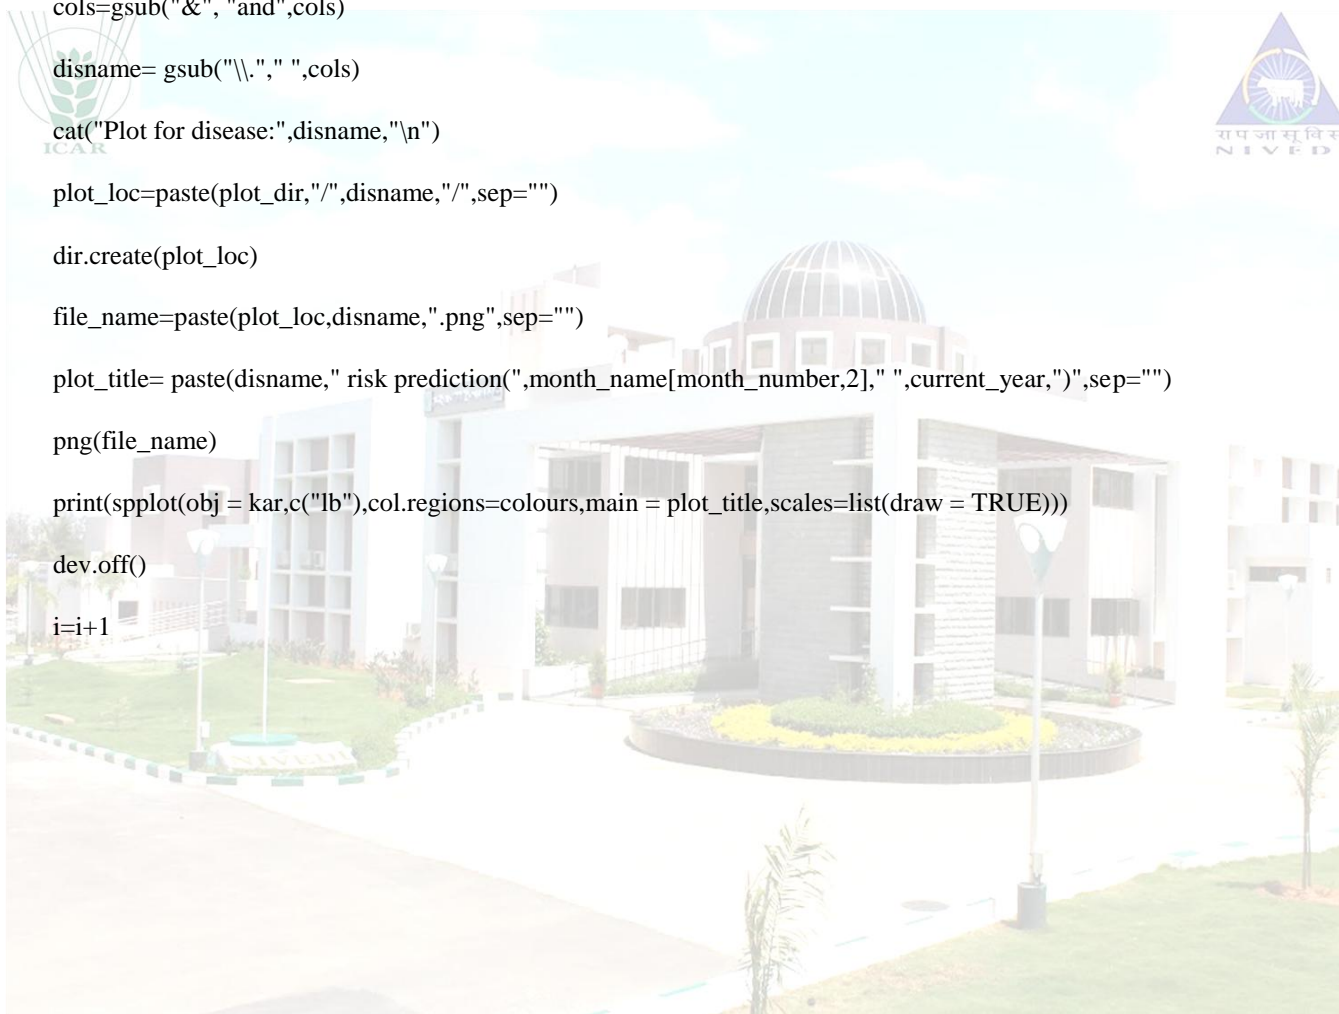 cols=gsub("&", "and",cols)
disname= gsub("\\."," ",cols)
cat("Plot for disease:",disname,"\n")
ICAR
राप जा सू वि स
NIVED
plot_loc=paste(plot_dir,"/",disname,"/",sep="")
dir.create(plot_loc)
file_name=paste(plot_loc,disname,".png",sep="")
plot_title= paste(disname," risk prediction(",month_name[month_number,2]," ",current_year,")",sep="")
png(file_name)
print(spplot(obj = kar,c("lb"),col.regions=colours,main = plot_title,scales=list(draw = TRUE)))
dev.off()
i=i+1
NIVEDI